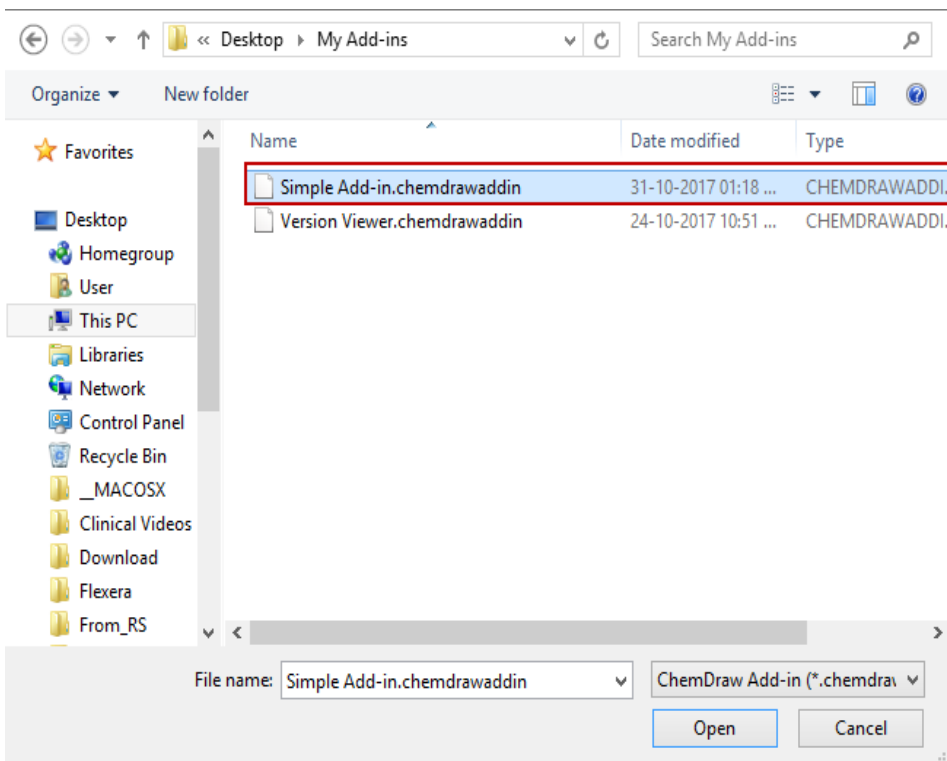 « Desktop › My Add-ins Search My Add-ins
Organize New folder
Name Date modified Type
Simple Add-in.chemdrawaddin 31-10-2017 01:18 ... CHEMDRAWADDI.
Version Viewer.chemdrawaddin 24-10-2017 10:51 ... CHEMDRAWADDI.
Favorites
Desktop
Homegroup
User
This PC
Libraries
Network
Control Panel
Recycle Bin
__MACOSX
Clinical Videos
Download
Flexera
From_RS
File name: Simple Add-in.chemdrawaddin ChemDraw Add-in (*.chemdrav
Open Cancel